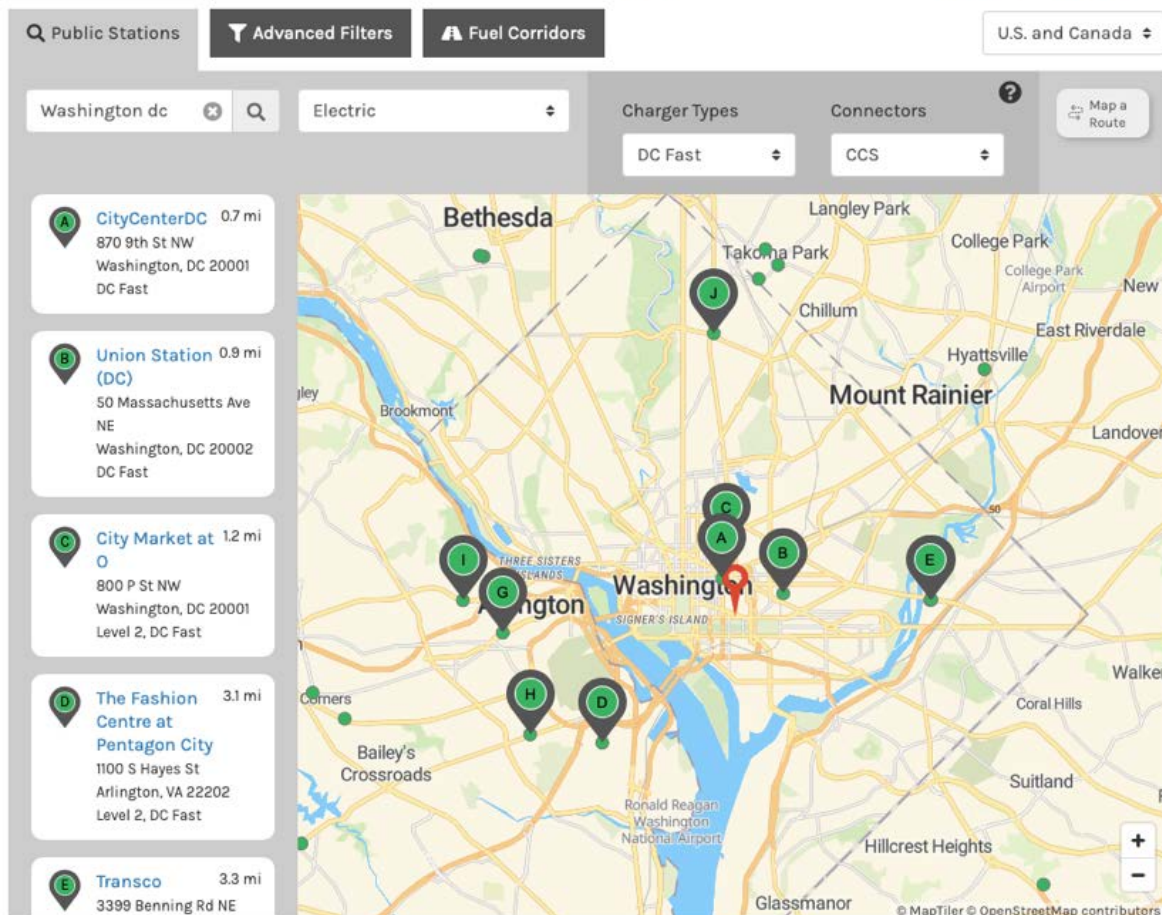 Public Stations
Advanced Filters
Fuel Corridors
U.S. and Canada
Washington dc
Electric
Charger Types
Connectors
?
Map a
Route
DC Fast
CCS
A
CityCenterDC 0.7 mi
870 9th St NW
Washington, DC 20001
DC Fast
B
Union Station 0.9 mi
(DC)
50 Massachusetts Ave
NE
Washington, DC 20002
DC Fast
C
City Market at 1.2 mi
O
800 P St NW
Washington, DC 20001
Level 2, DC Fast
D
The Fashion 3.1 mi
Centre at
Pentagon City
1100 S Hayes St
Arlington, VA 22202
Level 2, DC Fast
E
Transco 3.3 mi
3399 Benning Rd NE
Bethesda
Langley Park
Takoma Park
College Park
College Park
Airport
New
J
Chillum
East Riverdale
Hyattsville
Mount Rainier
Brookmont
Landover
50
C
A
B
E
I
G
THREE SISTERS
ISLANDS
Washington
Arlington
SIGNER'S ISLAND
H
D
Walke
Coral Hills
Bailey's
Crossroads
Suitland
Ronald Reagan
Washington
National Airport
+
Hillcrest Heights
−
Glassmanor
© MapTiler © OpenStreetMap contributors